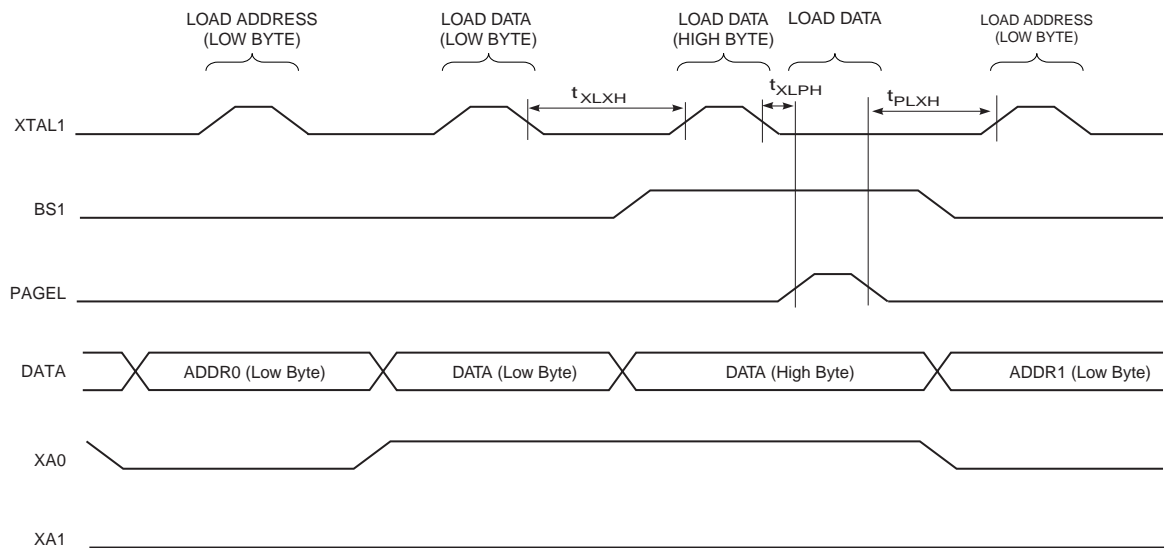 LOAD ADDRESS
(LOW BYTE)
LOAD DATA
(LOW BYTE)
LOAD DATA
(HIGH BYTE)
LOAD DATA
LOAD ADDRESS
(LOW BYTE)
XTAL1
tXLXH
tXLPH
tPLXH
BS1
PAGEL
DATA
ADDR0 (Low Byte)
DATA (Low Byte)
DATA (High Byte)
ADDR1 (Low Byte)
XA0
XA1